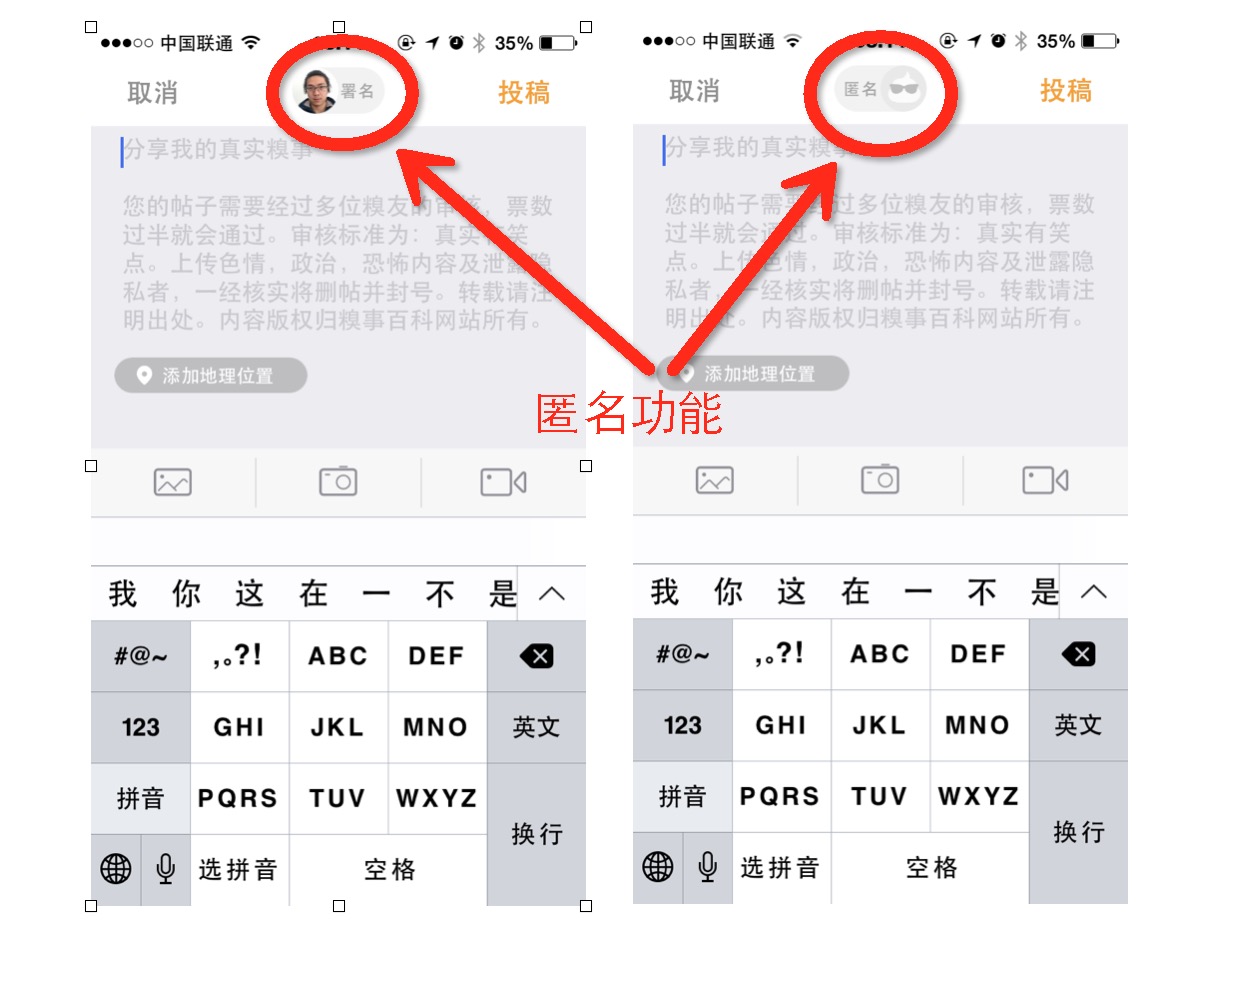 中国联通 35%
取消 署名 投稿
分享我的真实糗事
您的帖子需要经过多位糗友的审核，票数
过半就会通过。审核标准为：真实有笑
点。上传色情，政治，恐怖内容及泄露隐
私者，一经核实将删帖并封号。转载请注
明出处。内容版权归糗事百科网站所有。
添加地理位置
我 你 这 在 一 不 是
#@~ ,。?! ABC DEF
123 GHI JKL MNO 英文
拼音 PQRS TUV WXYZ
换行
选拼音 空格
匿名功能
中国联通 35%
取消 匿名 投稿
分享我的真实糗事
您的帖子需要经过多位糗友的审核，票数
过半就会通过。审核标准为：真实有笑
点。上传色情，政治，恐怖内容及泄露隐
私者，一经核实将删帖并封号。转载请注
明出处。内容版权归糗事百科网站所有。
添加地理位置
我 你 这 在 一 不 是
#@~ ,。?! ABC DEF
123 GHI JKL MNO 英文
拼音 PQRS TUV WXYZ
换行
选拼音 空格